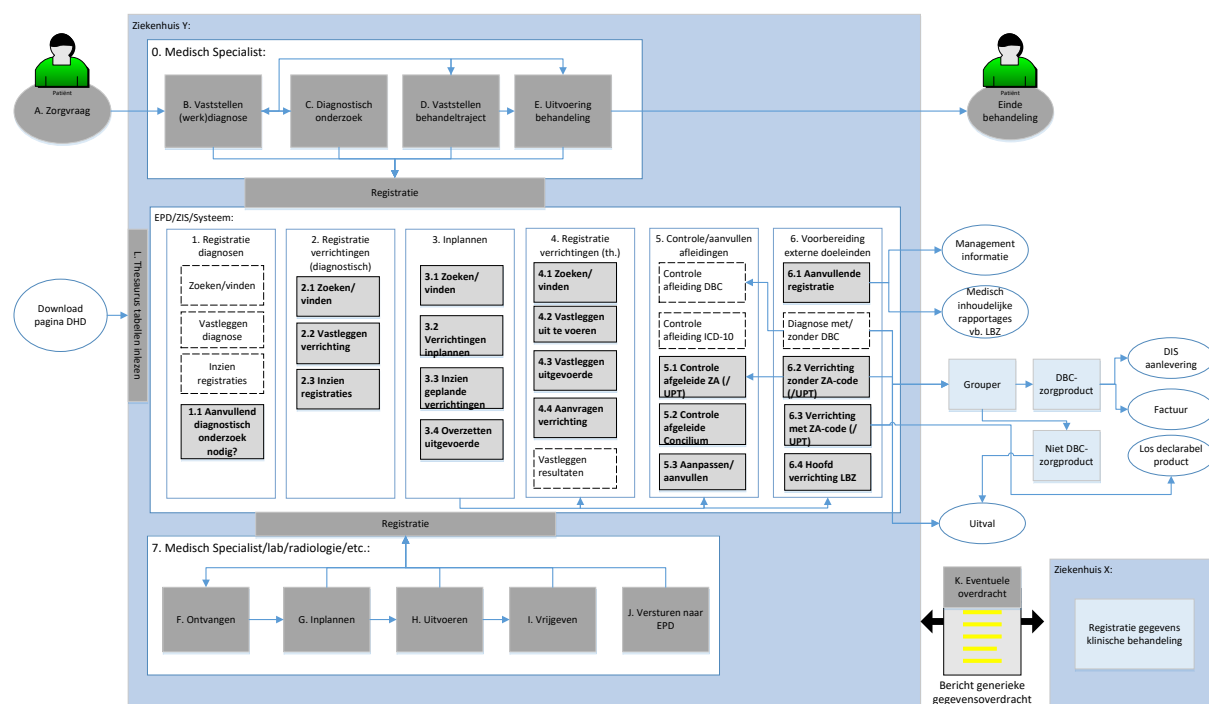 Ziekenhuis Y:
0. Medisch Specialist:
Patiënt
A. Zorgvraag
B. Vaststellen
(werk)diagnose
C. Diagnostisch
onderzoek
D. Vaststellen
behandeltraject
E. Uitvoering
behandeling
Patiënt
Einde
behandeling
Registratie
EPD/ZIS/Systeem:
L. Thesaurus tabellen inlezen
Download
pagina DHD
1. Registratie
diagnosen
Zoeken/vinden
Vastleggen
diagnose
Inzien
registraties
1.1 Aanvullend
diagnostisch
onderzoek
nodig?
2. Registratie
verrichtingen
(diagnostisch)
2.1 Zoeken/
vinden
2.2 Vastleggen
verrichting
2.3 Inzien
registraties
3. Inplannen
3.1 Zoeken/
vinden
3.2
Verrichtingen
inplannen
3.3 Inzien
geplande
verrichtingen
3.4 Overzetten
uitgevoerde
4. Registratie
verrichtingen (th.)
4.1 Zoeken/
vinden
4.2 Vastleggen
uit te voeren
4.3 Vastleggen
uitgevoerde
4.4 Aanvragen
verrichting
Vastleggen
resultaten
5. Controle/aanvullen
afleidingen
Controle
afleiding DBC
Controle
afleiding ICD-10
5.1 Controle
afgeleide ZA (/
UPT)
5.2 Controle
afgeleide
Concilium
5.3 Aanpassen/
aanvullen
6. Voorbereiding
externe doeleinden
6.1 Aanvullende
registratie
Diagnose met/
zonder DBC
6.2 Verrichting
zonder ZA-code
(/UPT)
6.3 Verrichting
met ZA-code (/
UPT)
6.4 Hoofd
verrichting LBZ
Management
informatie
Medisch
inhoudelijke
rapportages
vb. LBZ
Grouper
DBC-
zorgproduct
Niet DBC-
zorgproduct
DIS
aanlevering
Factuur
Los declarabel
product
Uitval
Registratie
7. Medisch Specialist/lab/radiologie/etc.:
F. Ontvangen
G. Inplannen
H. Uitvoeren
I. Vrijgeven
J. Versturen naar
EPD
K. Eventuele
overdracht
Bericht generieke
gegevensoverdracht
Ziekenhuis X:
Registratie gegevens
klinische behandeling